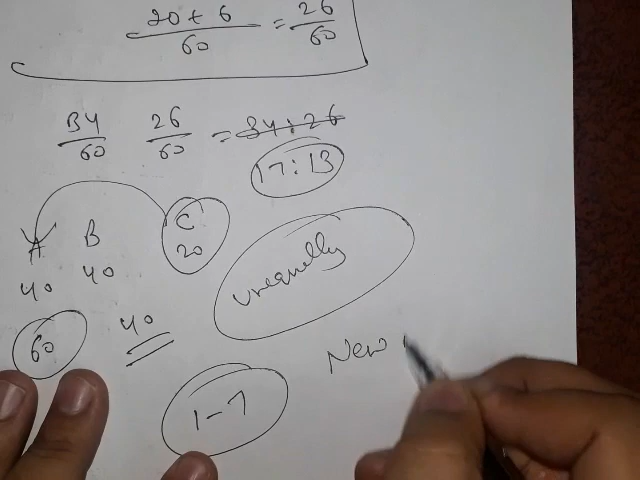 20 + 6 / 60 = 26 / 60
34 / 60 26 / 60 = 34 : 26
17 : 13
A B C
40 40 20
unequally
60 40
1 - 7
New